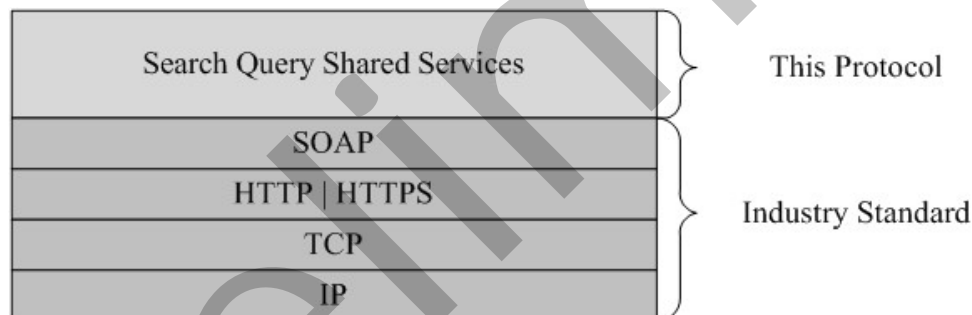 Search Query Shared Services
This Protocol
SOAP
HTTP | HTTPS
Industry Standard
TCP
IP